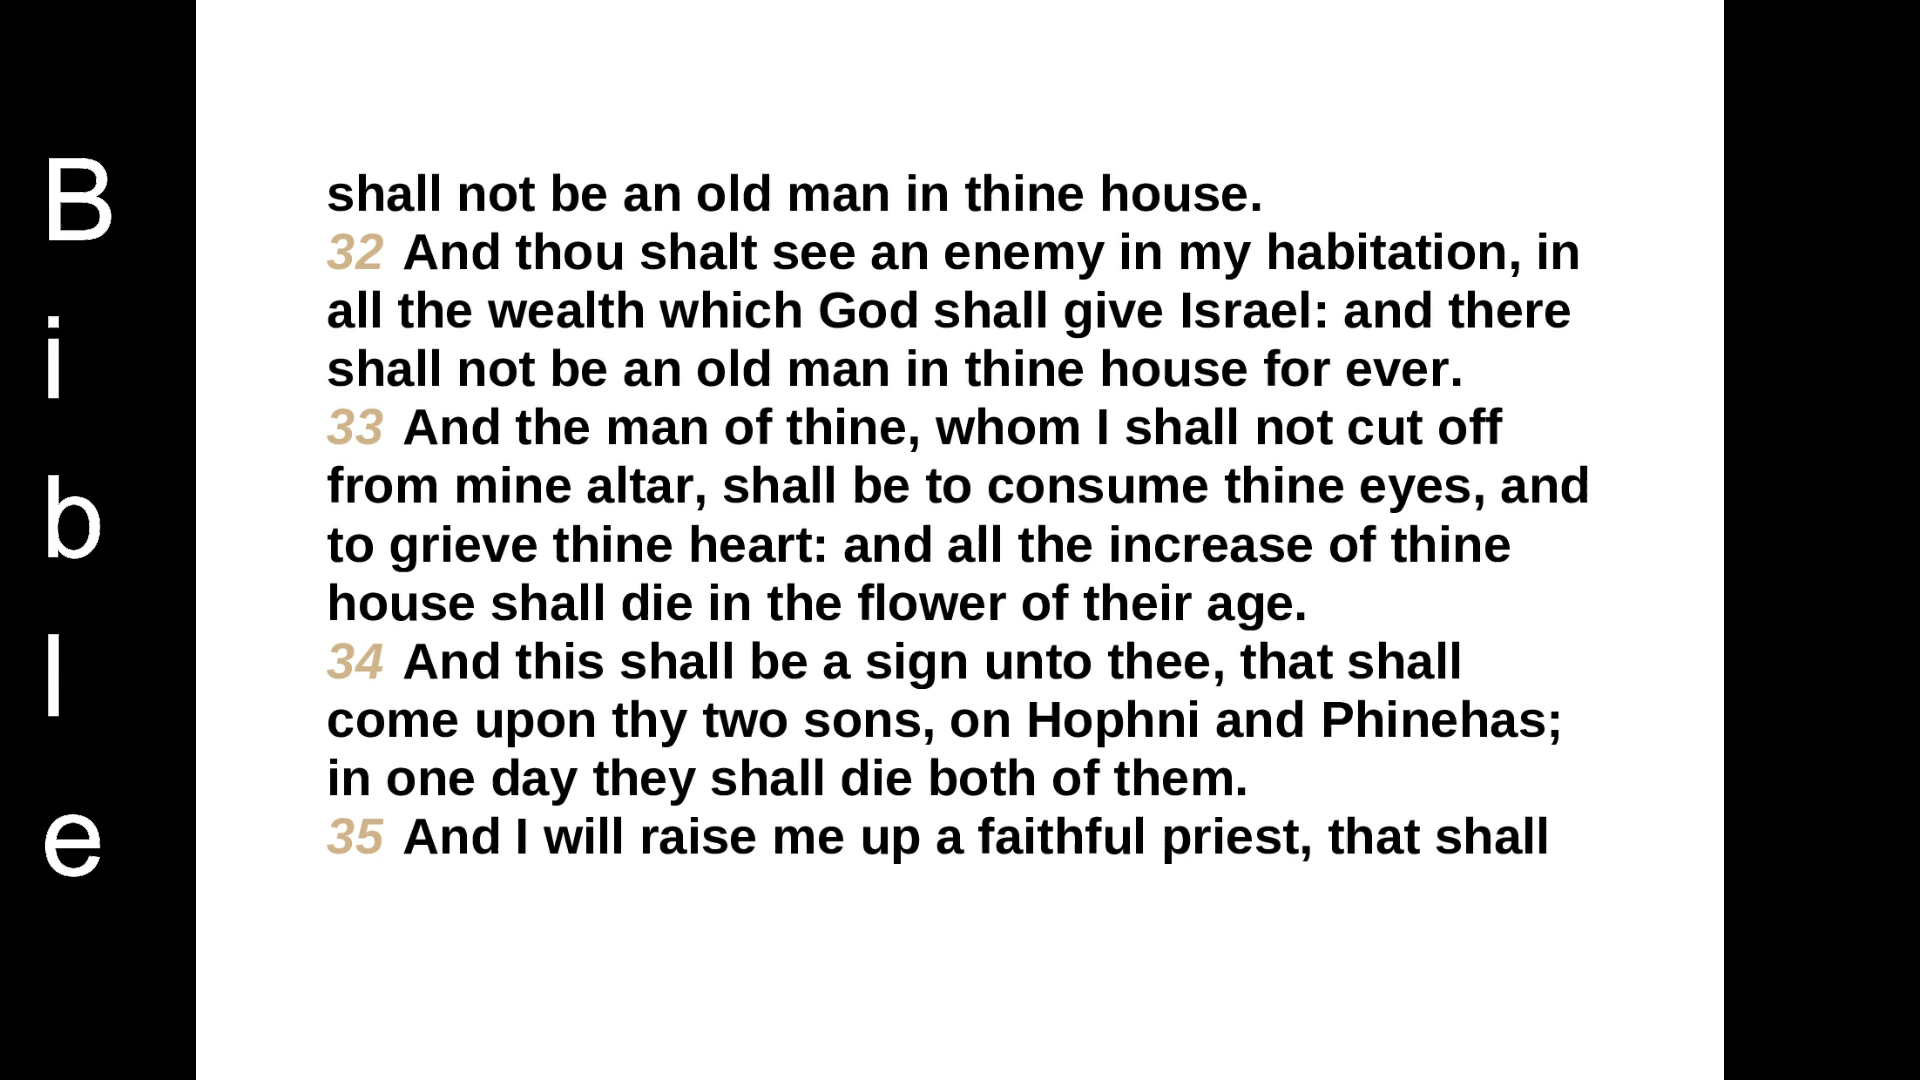 Bible
shall not be an old man in thine house.
32 And thou shalt see an enemy in my habitation, in
all the wealth which God shall give Israel: and there
shall not be an old man in thine house for ever.
33 And the man of thine, whom I shall not cut off
from mine altar, shall be to consume thine eyes, and
to grieve thine heart: and all the increase of thine
house shall die in the flower of their age.
34 And this shall be a sign unto thee, that shall
come upon thy two sons, on Hophni and Phinehas;
in one day they shall die both of them.
35 And I will raise me up a faithful priest, that shall